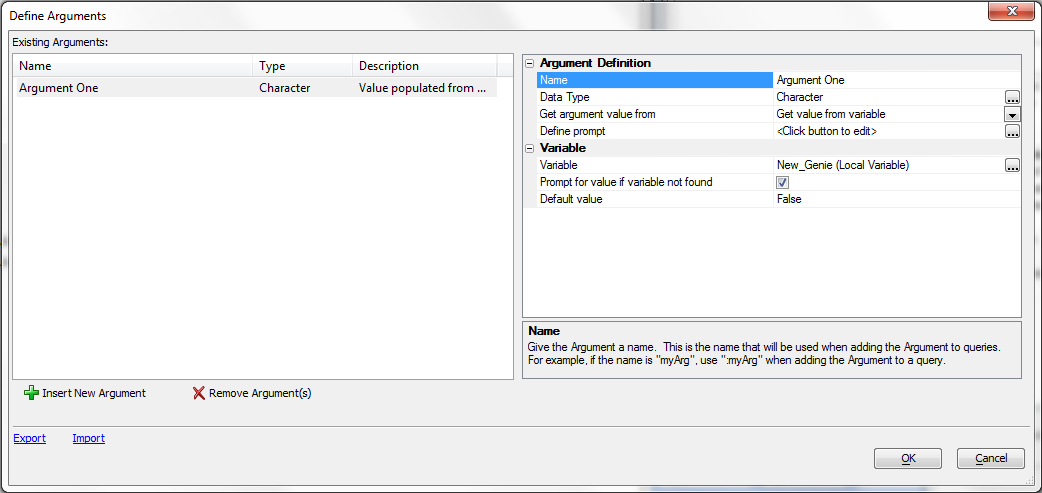 Define Arguments
Existing Arguments:
Name Type Description
Argument One Character Value populated from ...
Insert New Argument Remove Argument(s)
Argument Definition
Name Argument One
Data Type Character ...
Get argument value from Get value from variable
Define prompt <Click button to edit> ...
Variable
Variable New_Genie (Local Variable) ...
Prompt for value if variable not found
Default value False
Name
Give the Argument a name. This is the name that will be used when adding the Argument to queries.
For example, if the name is "myArg", use ":myArg" when adding the Argument to a query.
Export Import
OK Cancel